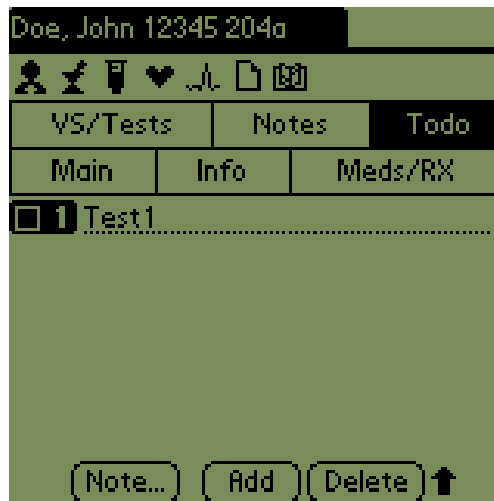 Doe, John 12345 204a
VS/Tests Notes Todo
Main Info Meds/RX
1 Test1
Note... Add Delete